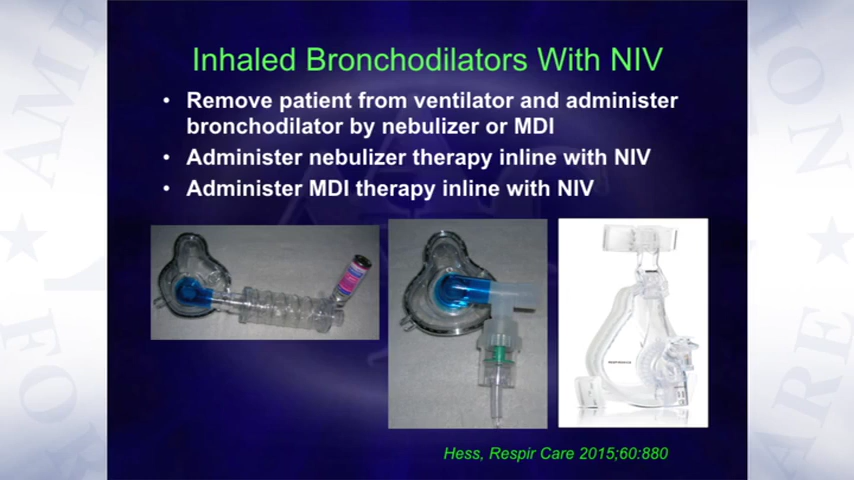 Inhaled Bronchodilators With NIV
• Remove patient from ventilator and administer
bronchodilator by nebulizer or MDI
• Administer nebulizer therapy inline with NIV
• Administer MDI therapy inline with NIV
Hess, Respir Care 2015;60:880